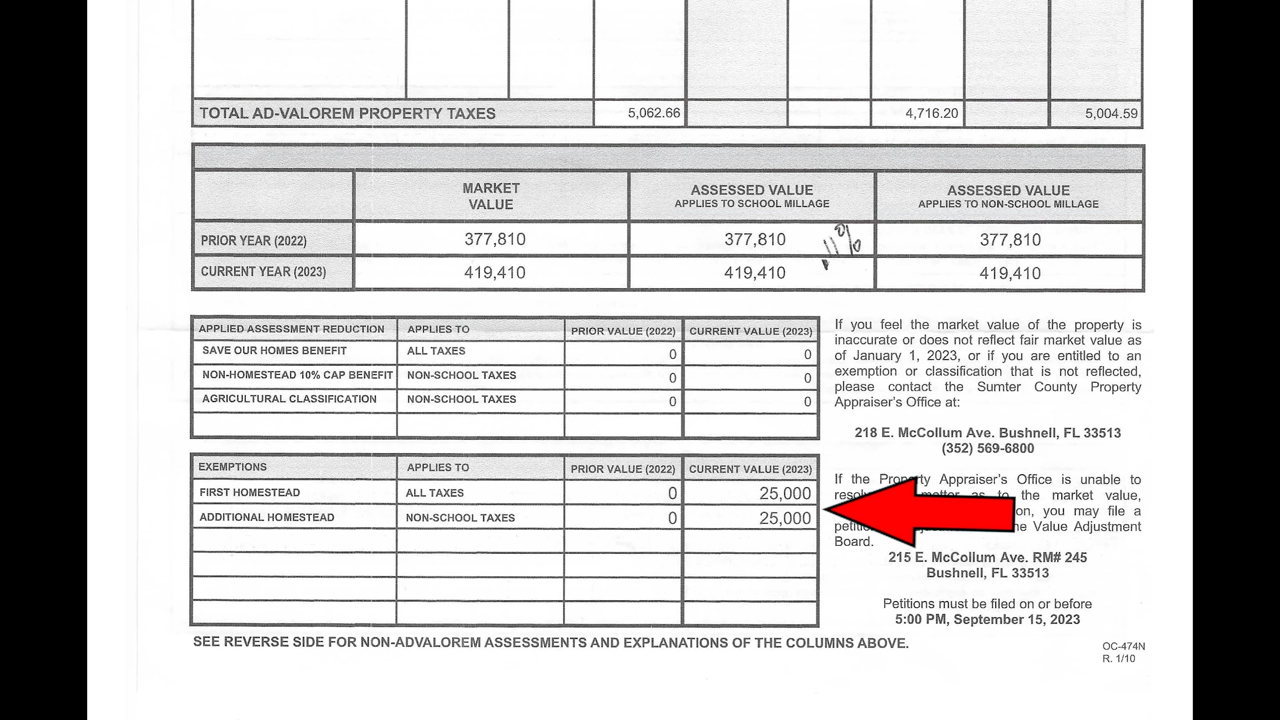 TOTAL AD-VALOREM PROPERTY TAXES 5,062.66 4,716.20 5,004.59
MARKET VALUE ASSESSED VALUE APPLIES TO SCHOOL MILLAGE ASSESSED VALUE APPLIES TO NON-SCHOOL MILLAGE
PRIOR YEAR (2022) 377,810 377,810 377,810
.11%
CURRENT YEAR (2023) 419,410 419,410 419,410
APPLIED ASSESSMENT REDUCTION APPLIES TO PRIOR VALUE (2022) CURRENT VALUE (2023)
SAVE OUR HOMES BENEFIT ALL TAXES 0 0
NON-HOMESTEAD 10% CAP BENEFIT NON-SCHOOL TAXES 0 0
AGRICULTURAL CLASSIFICATION NON-SCHOOL TAXES 0 0
EXEMPTIONS APPLIES TO PRIOR VALUE (2022) CURRENT VALUE (2023)
FIRST HOMESTEAD ALL TAXES 0 25,000
ADDITIONAL HOMESTEAD NON-SCHOOL TAXES 0 25,000
If you feel the market value of the property is
inaccurate or does not reflect fair market value as
of January 1, 2023, or if you are entitled to an
exemption or classification that is not reflected,
please contact the Sumter County Property
Appraiser's Office at:
218 E. McCollum Ave. Bushnell, FL 33513
(352) 569-6800
If the Property Appraiser's Office is unable to
as to the market value,
you may file a
Value Adjustment
Board.
215 E. McCollum Ave. RM# 245
Bushnell, FL 33513
Petitions must be filed on or before
5:00 PM, September 15, 2023
SEE REVERSE SIDE FOR NON-ADVALOREM ASSESSMENTS AND EXPLANATIONS OF THE COLUMNS ABOVE.
OC-474N
R. 1/10